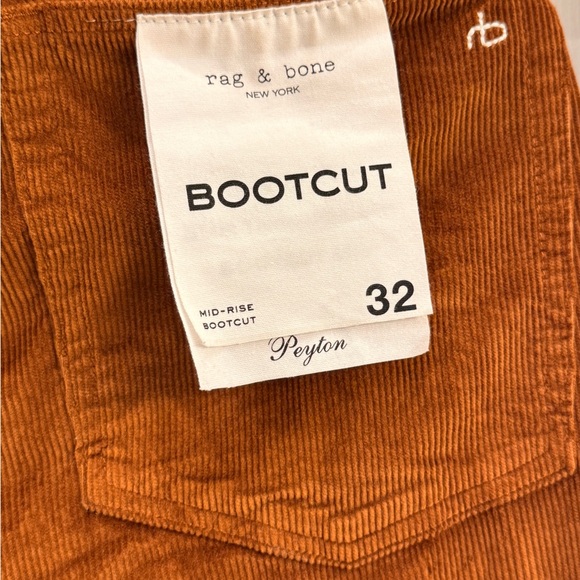 rb
rag & bone
NEW YORK
BOOTCUT
MID-RISE
BOOTCUT
32
Peyton